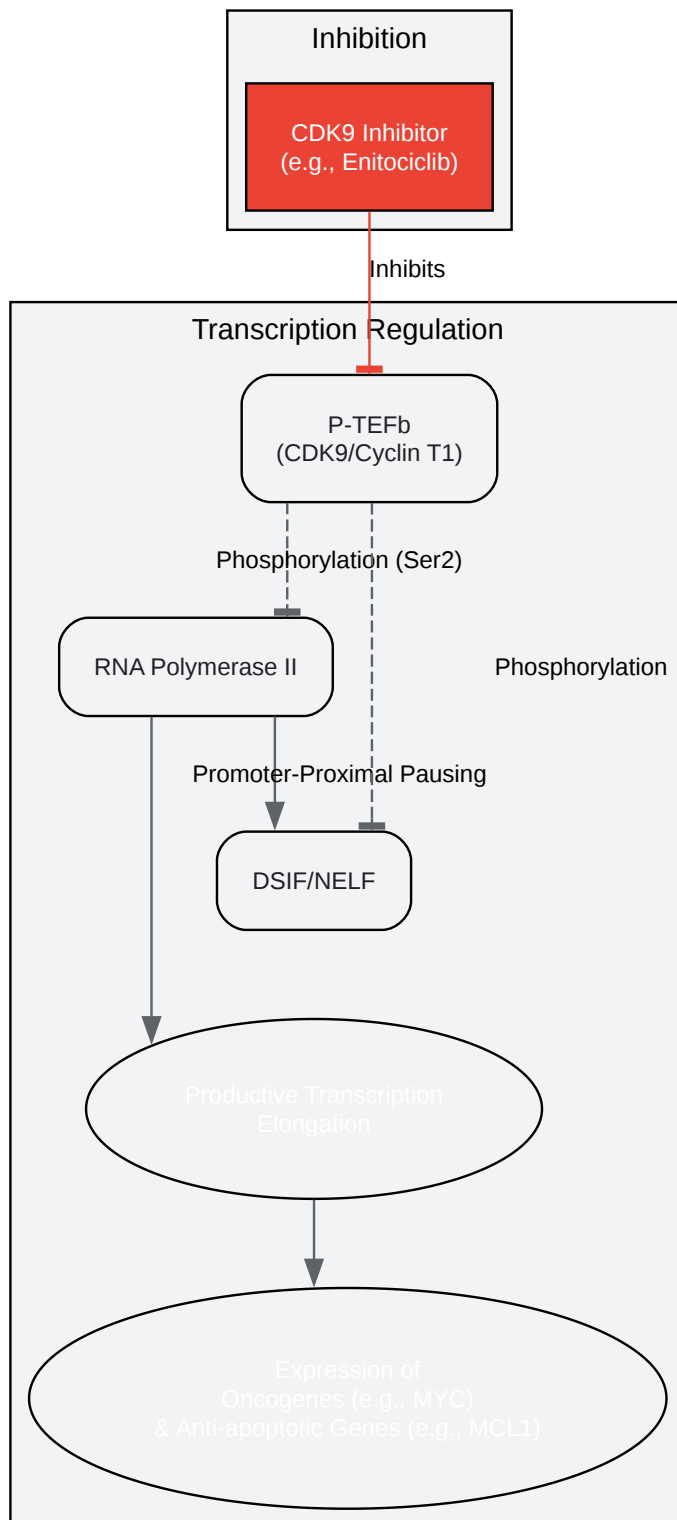 Inhibition
CDK9 Inhibitor
(e.g., Enitociclib)
Inhibits
Transcription Regulation
P-TEFb
(CDK9/Cyclin T1)
Phosphorylation (Ser2)
RNA Polymerase II
Phosphorylation
Promoter-Proximal Pausing
DSIF/NELF
Productive Transcription
Elongation
Expression of
Oncogenes (e.g., MYC)
& Anti-apoptotic Genes (e.g., MCL1)